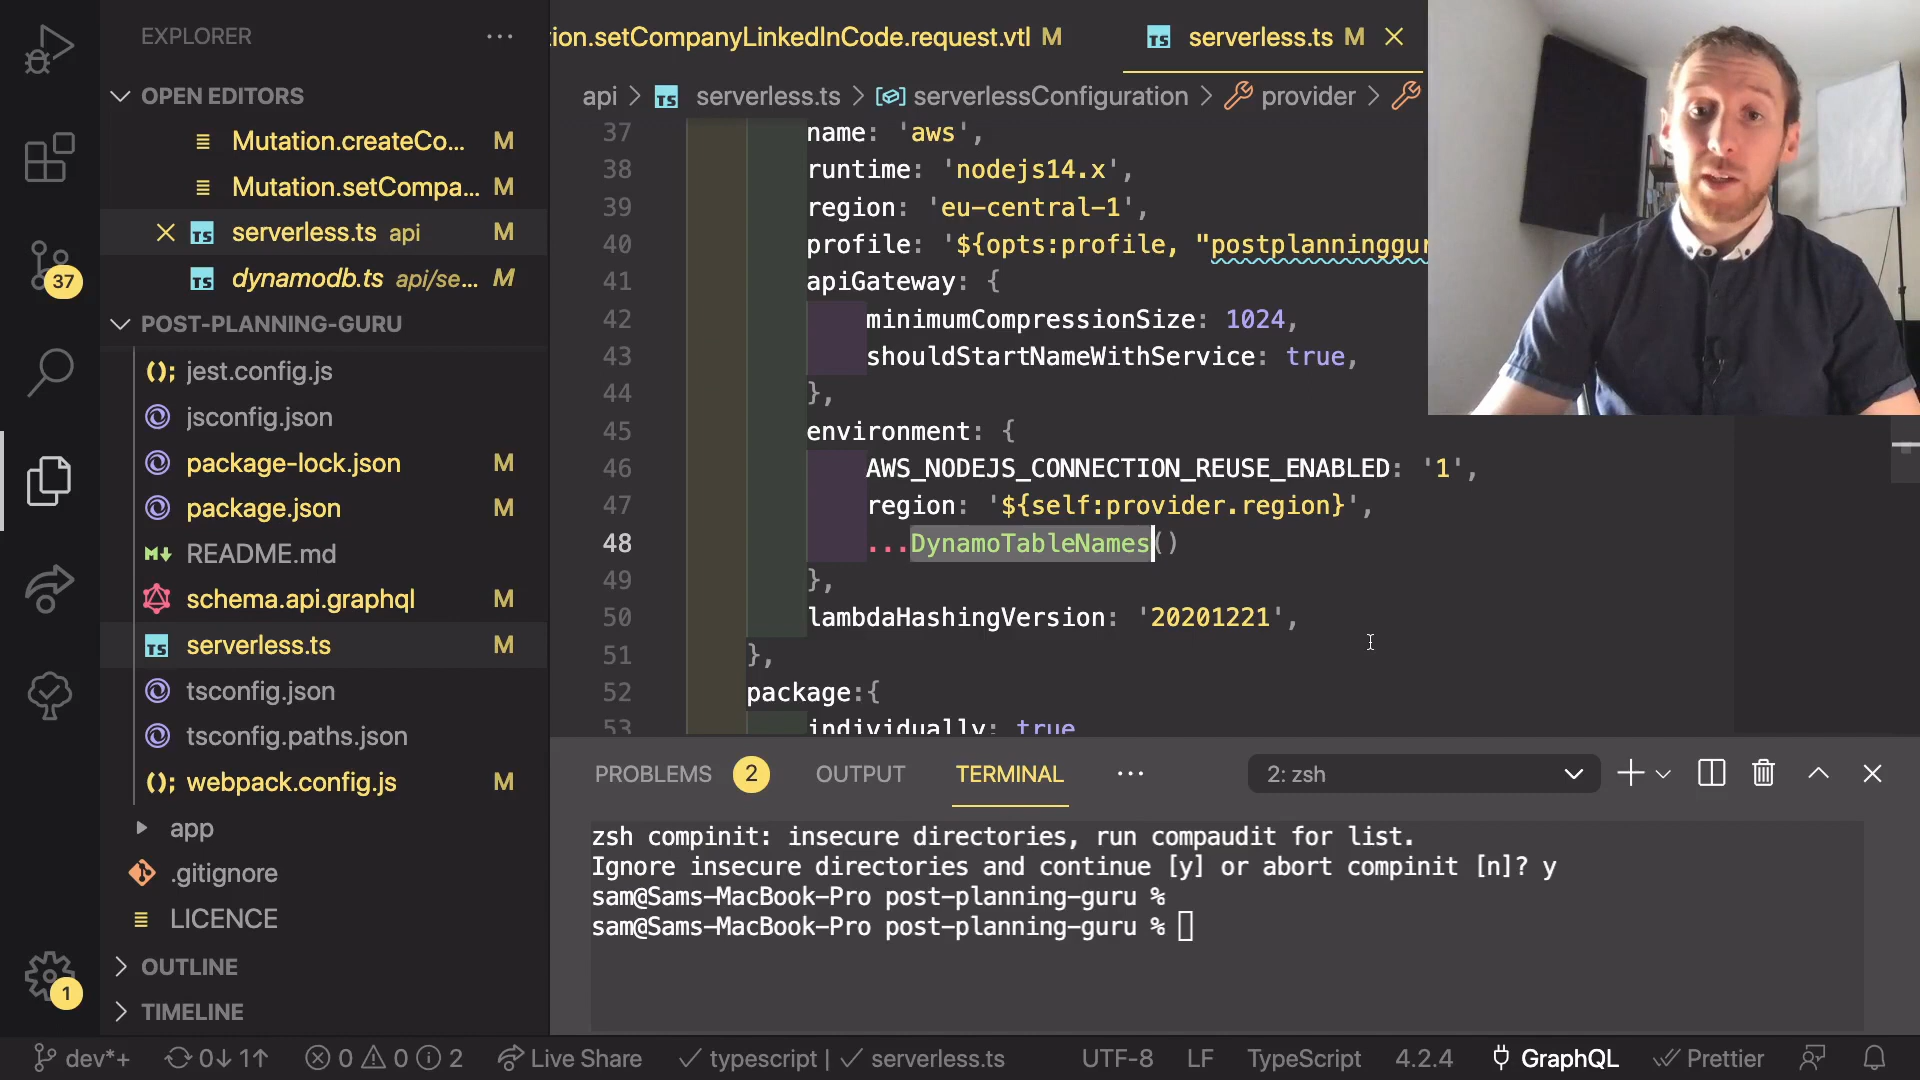 EXPLORER
OPEN EDITORS
Mutation.createCo... M
Mutation.setCompa... M
serverless.ts api M
dynamodb.ts api/se... M
POST-PLANNING-GURU
jest.config.js
jsconfig.json
package-lock.json M
package.json M
README.md
schema.api.graphql M
TS serverless.ts M
tsconfig.json
tsconfig.paths.json
webpack.config.js M
app
.gitignore
LICENCE
OUTLINE
TIMELINE
37
1
ion.setCompanyLinkedInCode.request.vtl M
TS serverless.ts M
api > TS serverless.ts > serverlessConfiguration > provider >
37 name: 'aws',
38 runtime: 'nodejs14.x',
39 region: 'eu-central-1',
40 profile: '${opts:profile, "postplanninggur
41 apiGateway: {
42 minimumCompressionSize: 1024,
43 shouldStartNameWithService: true,
44 },
45 environment: {
46 AWS_NODEJS_CONNECTION_REUSE_ENABLED: '1',
47 region: '${self:provider.region}',
48 ...DynamoTableNames()
49 },
50 lambdaHashingVersion: '20201221',
51 },
52 package:{
53 individually: true
PROBLEMS 2 OUTPUT TERMINAL ... 2: zsh
zsh compinit: insecure directories, run compaudit for list.
Ignore insecure directories and continue [y] or abort compinit [n]? y
sam@Sams-MacBook-Pro post-planning-guru %
sam@Sams-MacBook-Pro post-planning-guru %
dev*+ 0↓ 1↑ 0 0 2 Live Share typescript | serverless.ts UTF-8 LF TypeScript 4.2.4 GraphQL Prettier